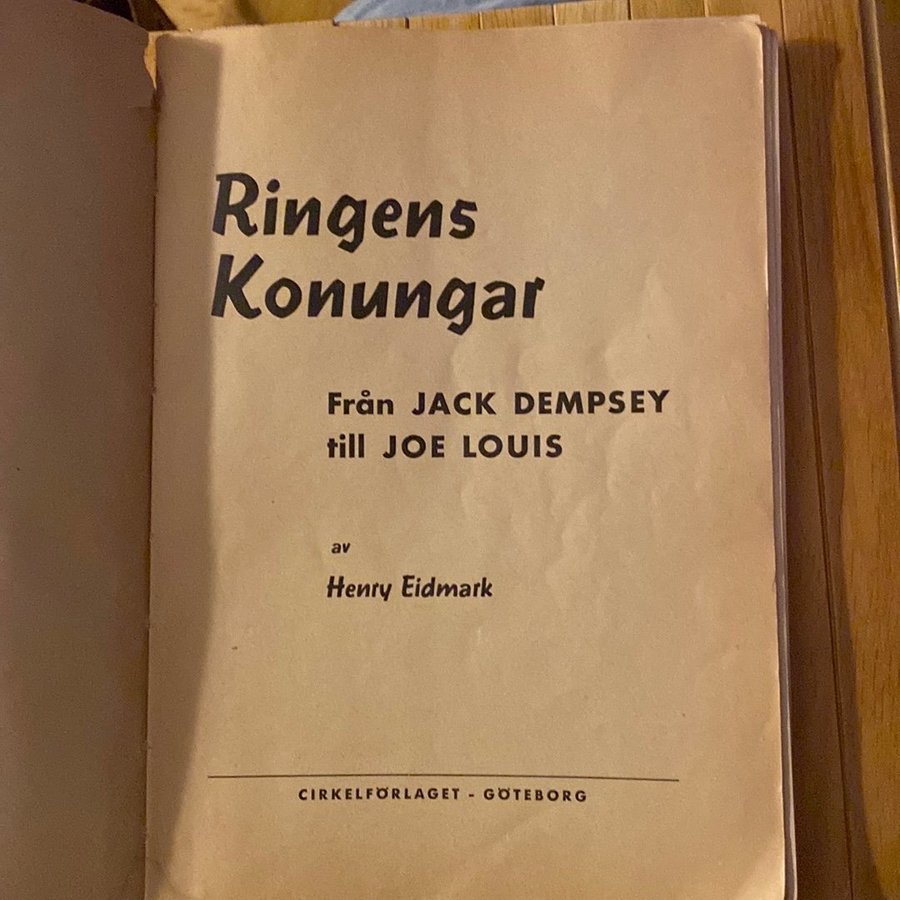 Ringens
Konungar
Från JACK DEMPSEY
till JOE LOUIS
av
Henry Eidmark
CIRKELFÖRLAGET - GÖTEBORG